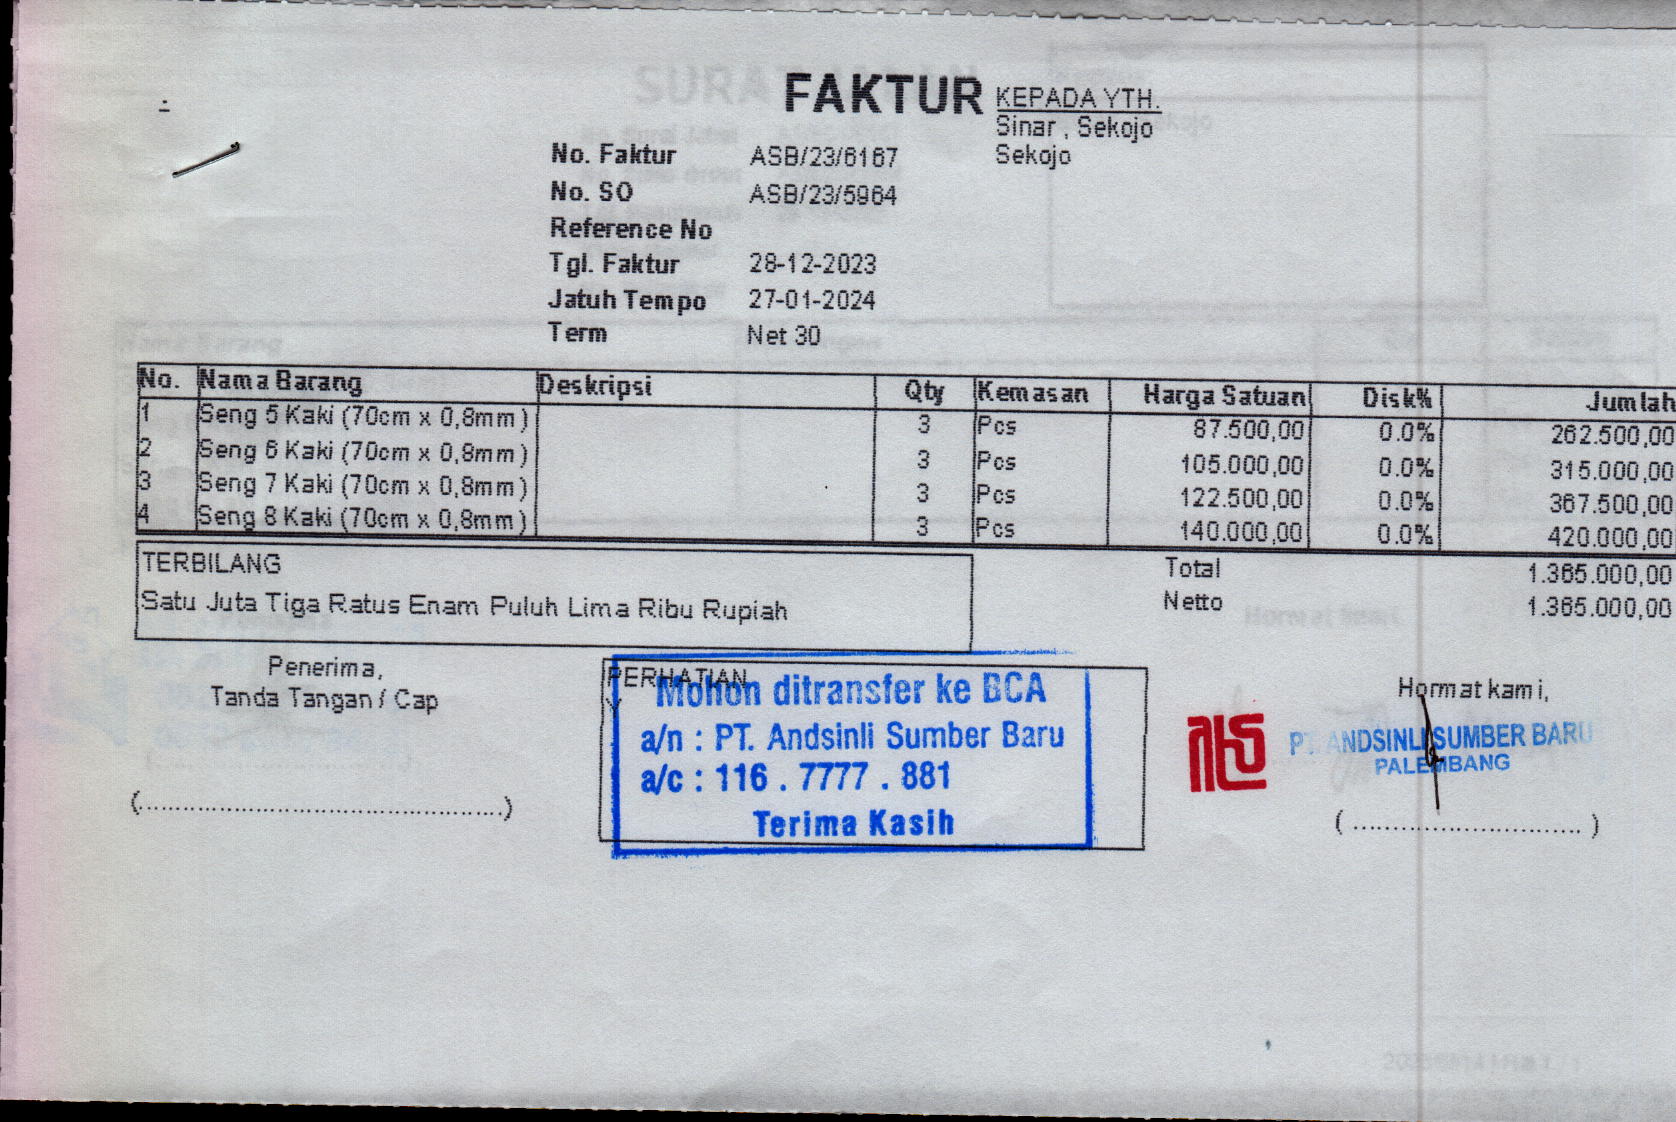 FAKTUR
KEPADA YTH.
Sinar , Sekojo
Sekojo
No. Faktur ASB/23/6167
No. SO ASB/23/5964
Reference No
Tgl. Faktur 28-12-2023
Jatuh Tempo 27-01-2024
Term Net 30
No. Nama Barang Deskripsi Qty Kemasan Harga Satuan Disk% Jumlah
1 Seng 5 Kaki (70cm x 0,8mm) 3 Pcs 87.500,00 0.0% 262.500,00
2 Seng 6 Kaki (70cm x 0,8mm) 3 Pcs 105.000,00 0.0% 315.000,00
3 Seng 7 Kaki (70cm x 0,8mm) 3 Pcs 122.500,00 0.0% 367.500,00
4 Seng 8 Kaki (70cm x 0,8mm) 3 Pcs 140.000,00 0.0% 420.000,00
TERBILANG
Satu Juta Tiga Ratus Enam Puluh Lima Ribu Rupiah
Total 1.365.000,00
Netto 1.365.000,00
Penerima,
Tanda Tangan / Cap
(..........................................)
PERHATIAN
Mohon ditransfer ke BCA
a/n : PT. Andsinli Sumber Baru
a/c : 116 . 7777 . 881
Terima Kasih
Hormat kami,
PT. ANDSINLI SUMBER BARU
PALEMBANG
( ............................ )